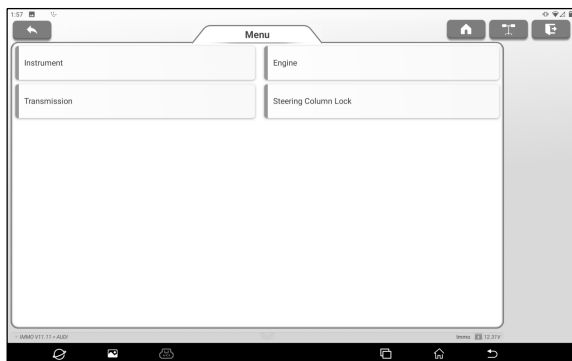 1:57
Menu
Instrument
Engine
Transmission
Steering Column Lock
IMMO V11.11 > AUDI
Immo 12.31V